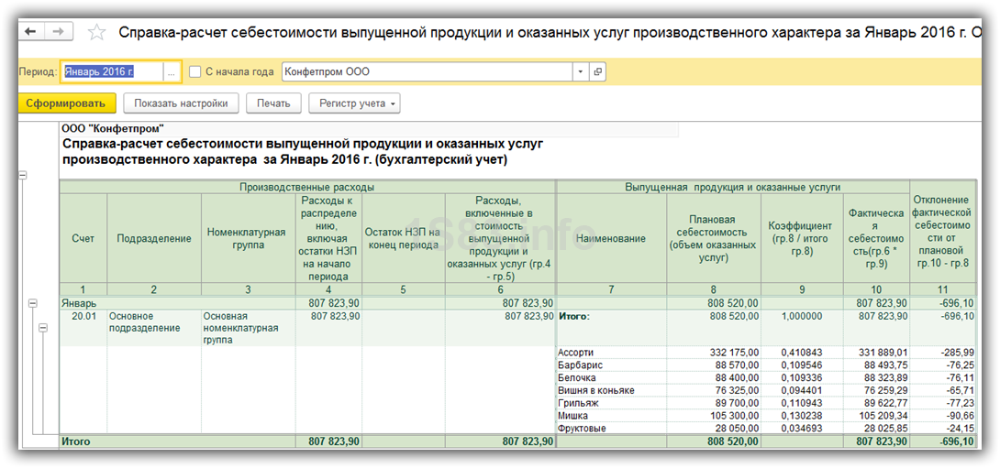 Справка-расчет себестоимости выпущенной продукции и оказанных услуг производственного характера за Январь 2016 г. О
Период: Январь 2016 г. ... С начала года Конфетпром ООО
Сформировать Показать настройки Печать Регистр учета
ООО "Конфетпром"
Справка-расчет себестоимости выпущенной продукции и оказанных услуг
производственного характера за Январь 2016 г. (бухгалтерский учет)
Производственные расходы Выпущенная продукция и оказанные услуги
Счет
Подразделение
Номенклатурная
группа
Расходы к
распределе
нию,
включая
остатки НЗП
на начало
периода
Остаток НЗП на
конец периода
Расходы,
включенные в
стоимость
выпущенной
продукции и
оказанных услуг (гр.4
- гр.5)
Наименование
Плановая
себестоимость
(объем оказанных
услуг)
Коэффициент
(гр.8 / итого
гр.8)
Фактическа
я
себестоимо
сть(гр.6 *
гр.9)
Отклонение
фактической
себестоимо
сти от
плановой
гр.10 - гр.8
1S83.info
1 2 3 4 5 6 7 8 9 10 11
Январь 807 823,90 807 823,90 808 520,00 807 823,90 -696,10
20.01 Основное
подразделение
Основная
номенклатурная
группа
807 823,90 807 823,90 Итого: 808 520,00 1,000000 807 823,90 -696,10
Ассорти 332 175,00 0,410843 331 889,01 -285,99
Барбарис 88 570,00 0,109546 88 493,75 -76,25
Белочка 88 400,00 0,109336 88 323,89 -76,11
Вишня в коньяке 76 325,00 0,094401 76 259,29 -65,71
Грильяж 89 700,00 0,110943 89 622,77 -77,23
Мишка 105 300,00 0,130238 105 209,34 -90,66
Фруктовые 28 050,00 0,034693 28 025,85 -24,15
Итого 807 823,90 807 823,90 808 520,00 807 823,90 -696,10